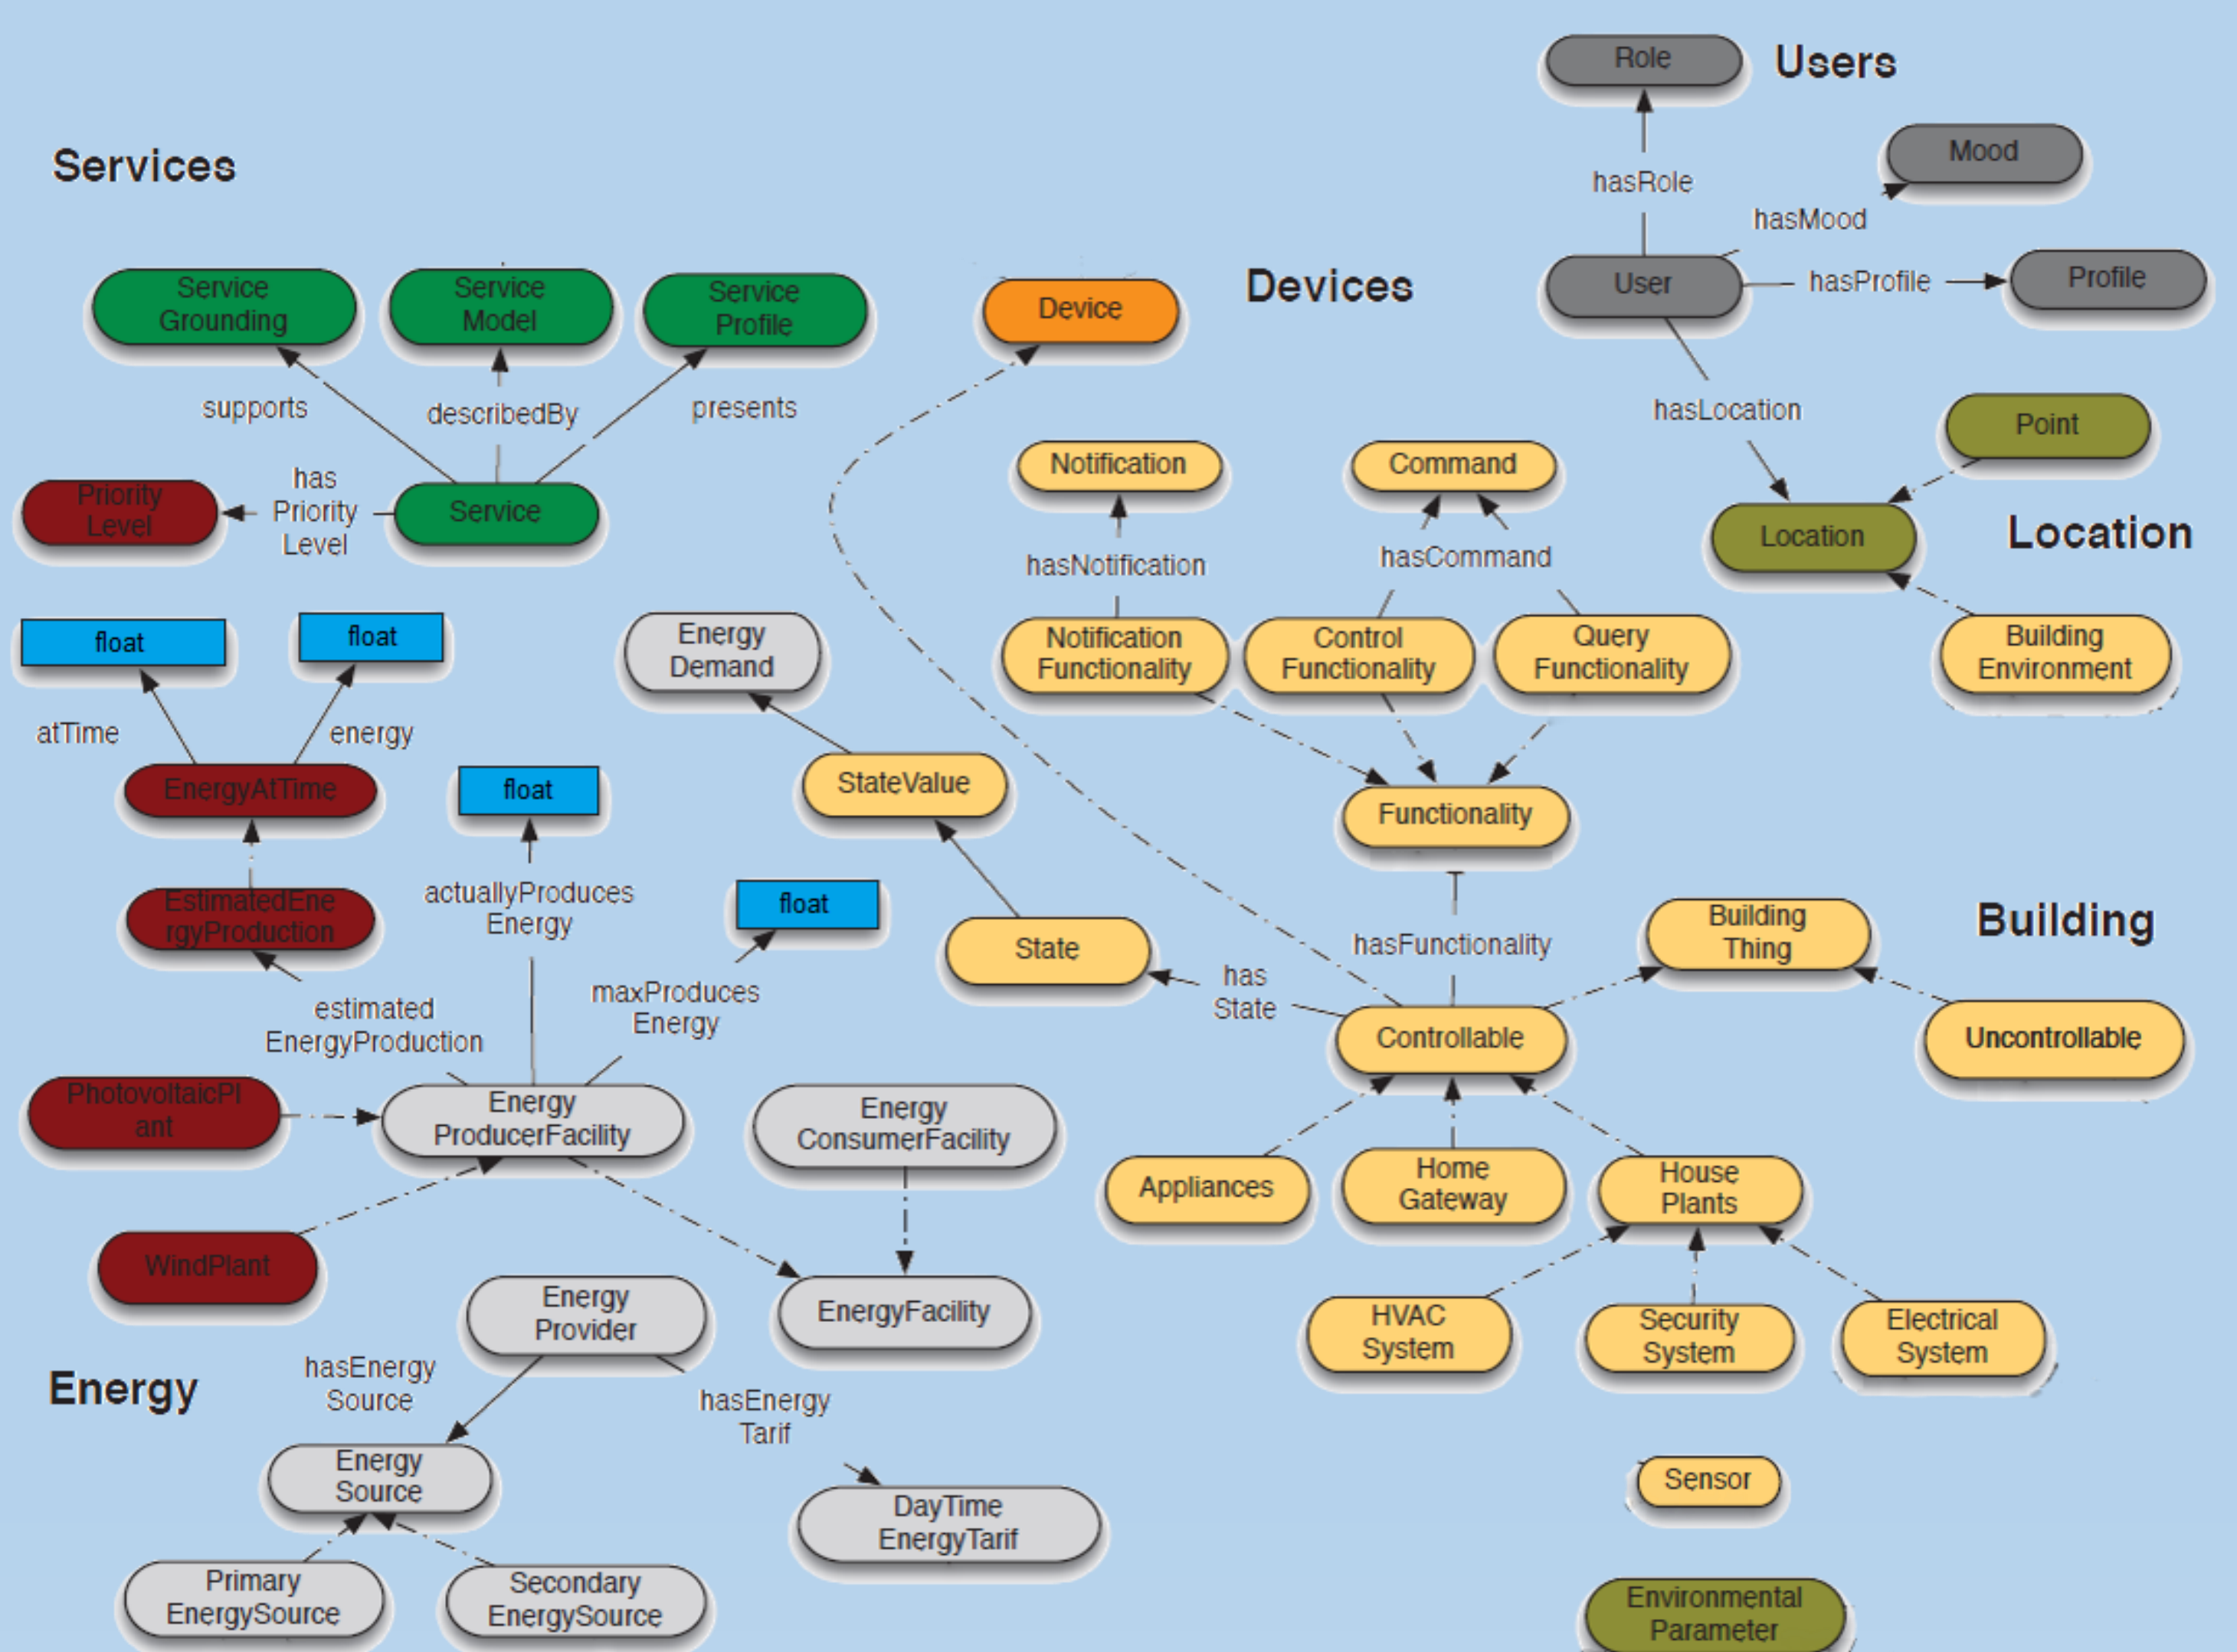 Role
Users
Mood
Services
hasRole
hasMood
Service
Grounding
Service
Model
Service
Profile
Device
Devices
User
hasProfile
Profile
supports
describedBy
presents
hasLocation
Point
Notification
Command
Priority
Level
has
Priority
Level
Service
Location
Location
hasNotification
hasCommand
float
float
Energy
Demand
Notification
Functionality
Control
Functionality
Query
Functionality
Building
Environment
atTime
energy
EnergyAtTime
float
StateValue
Functionality
EstimatedEne
rgyProduction
actuallyProduces
Energy
float
State
hasFunctionality
Building
Thing
Building
estimated
EnergyProduction
maxProduces
Energy
has
State
Controllable
Uncontrollable
PhotovoltaicPl
ant
Energy
ProducerFacility
Energy
ConsumerFacility
Appliances
Home
Gateway
House
Plants
WindPlant
Energy
Provider
EnergyFacility
HVAC
System
Security
System
Electrical
System
Energy
hasEnergy
Source
hasEnergy
Tarif
Energy
Source
DayTime
EnergyTarif
Sensor
Primary
EnergySource
Secondary
EnergySource
Environmental
Parameter